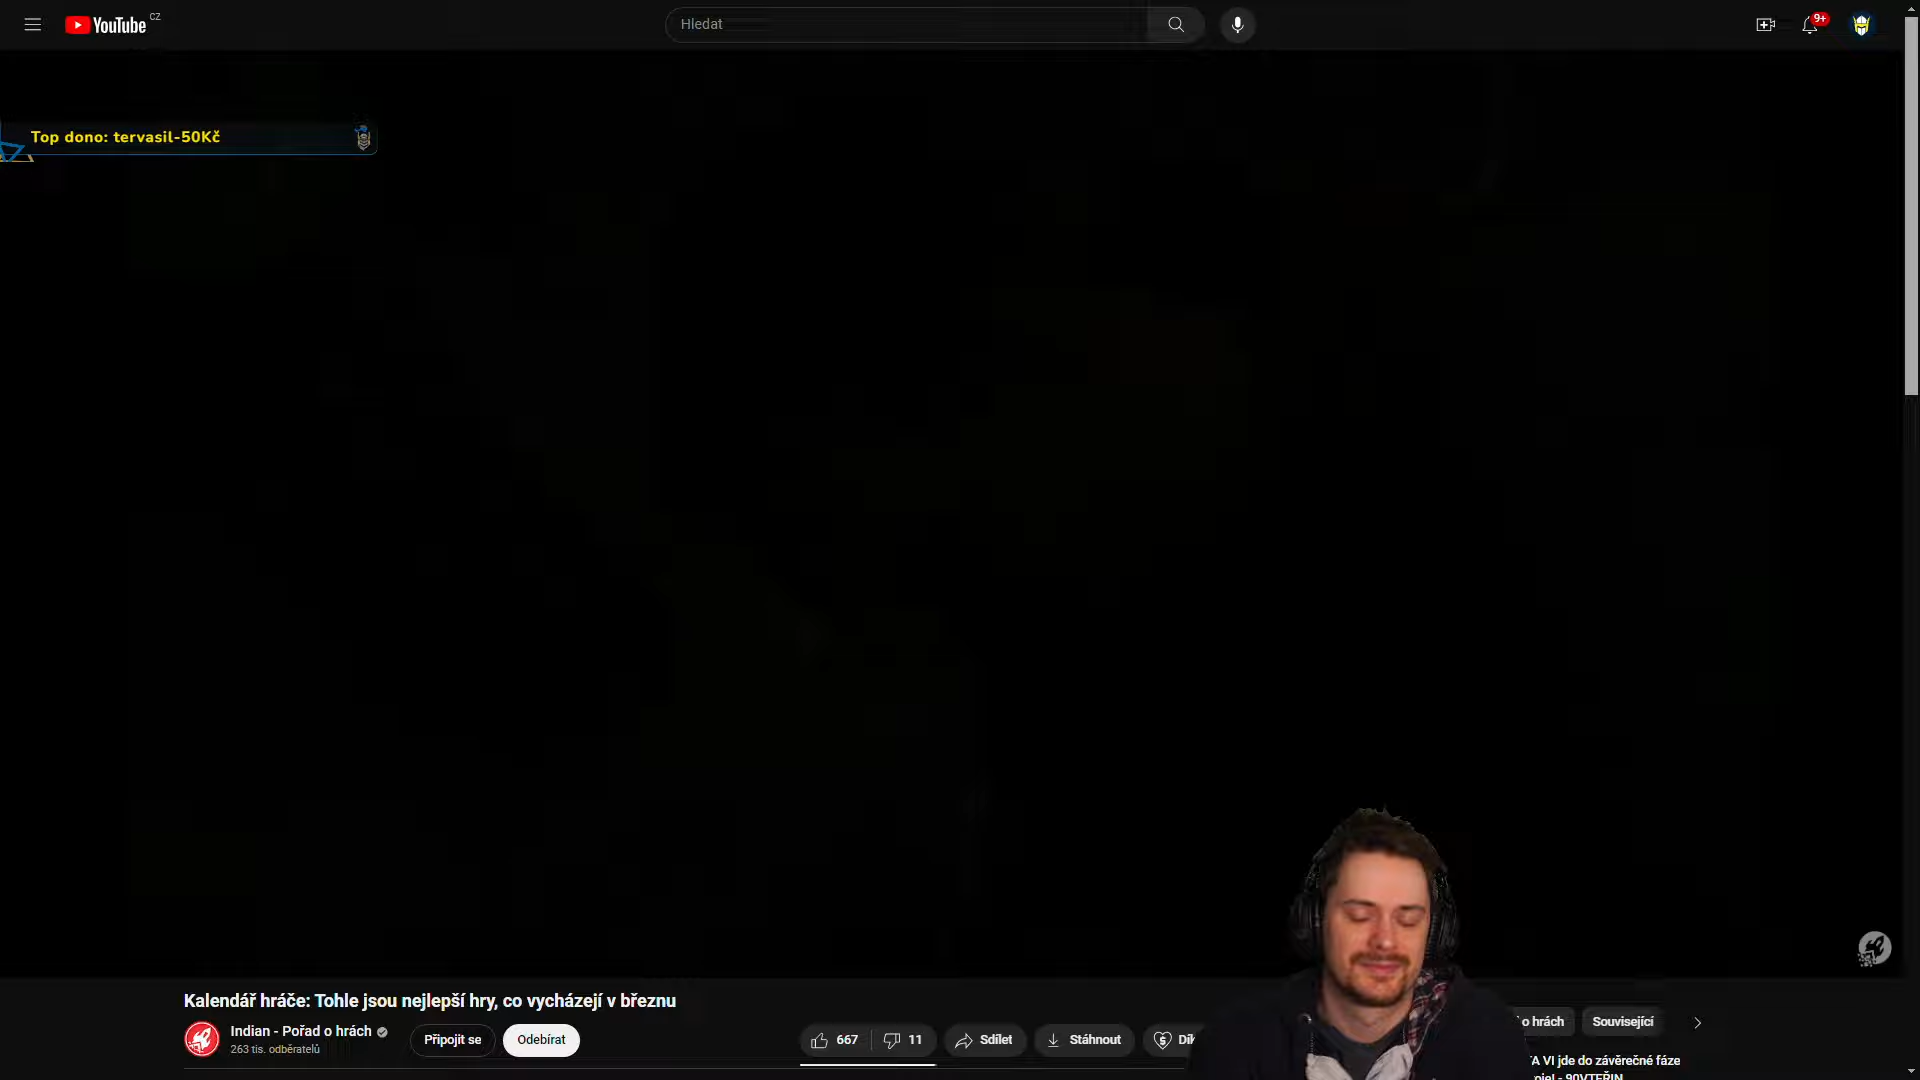 YouTube CZ
Hledat
9+
Top dono: tervasil-50Kč
Kalendář hráče: Tohle jsou nejlepší hry, co vycházejí v březnu
Indian - Pořad o hrách
263 tis. odběratelů
Připojit se
Odebírat
667
11
Sdílet
Stáhnout
o hrách
Související
VI jde do závěrečné fáze
- 90VTEŘIN